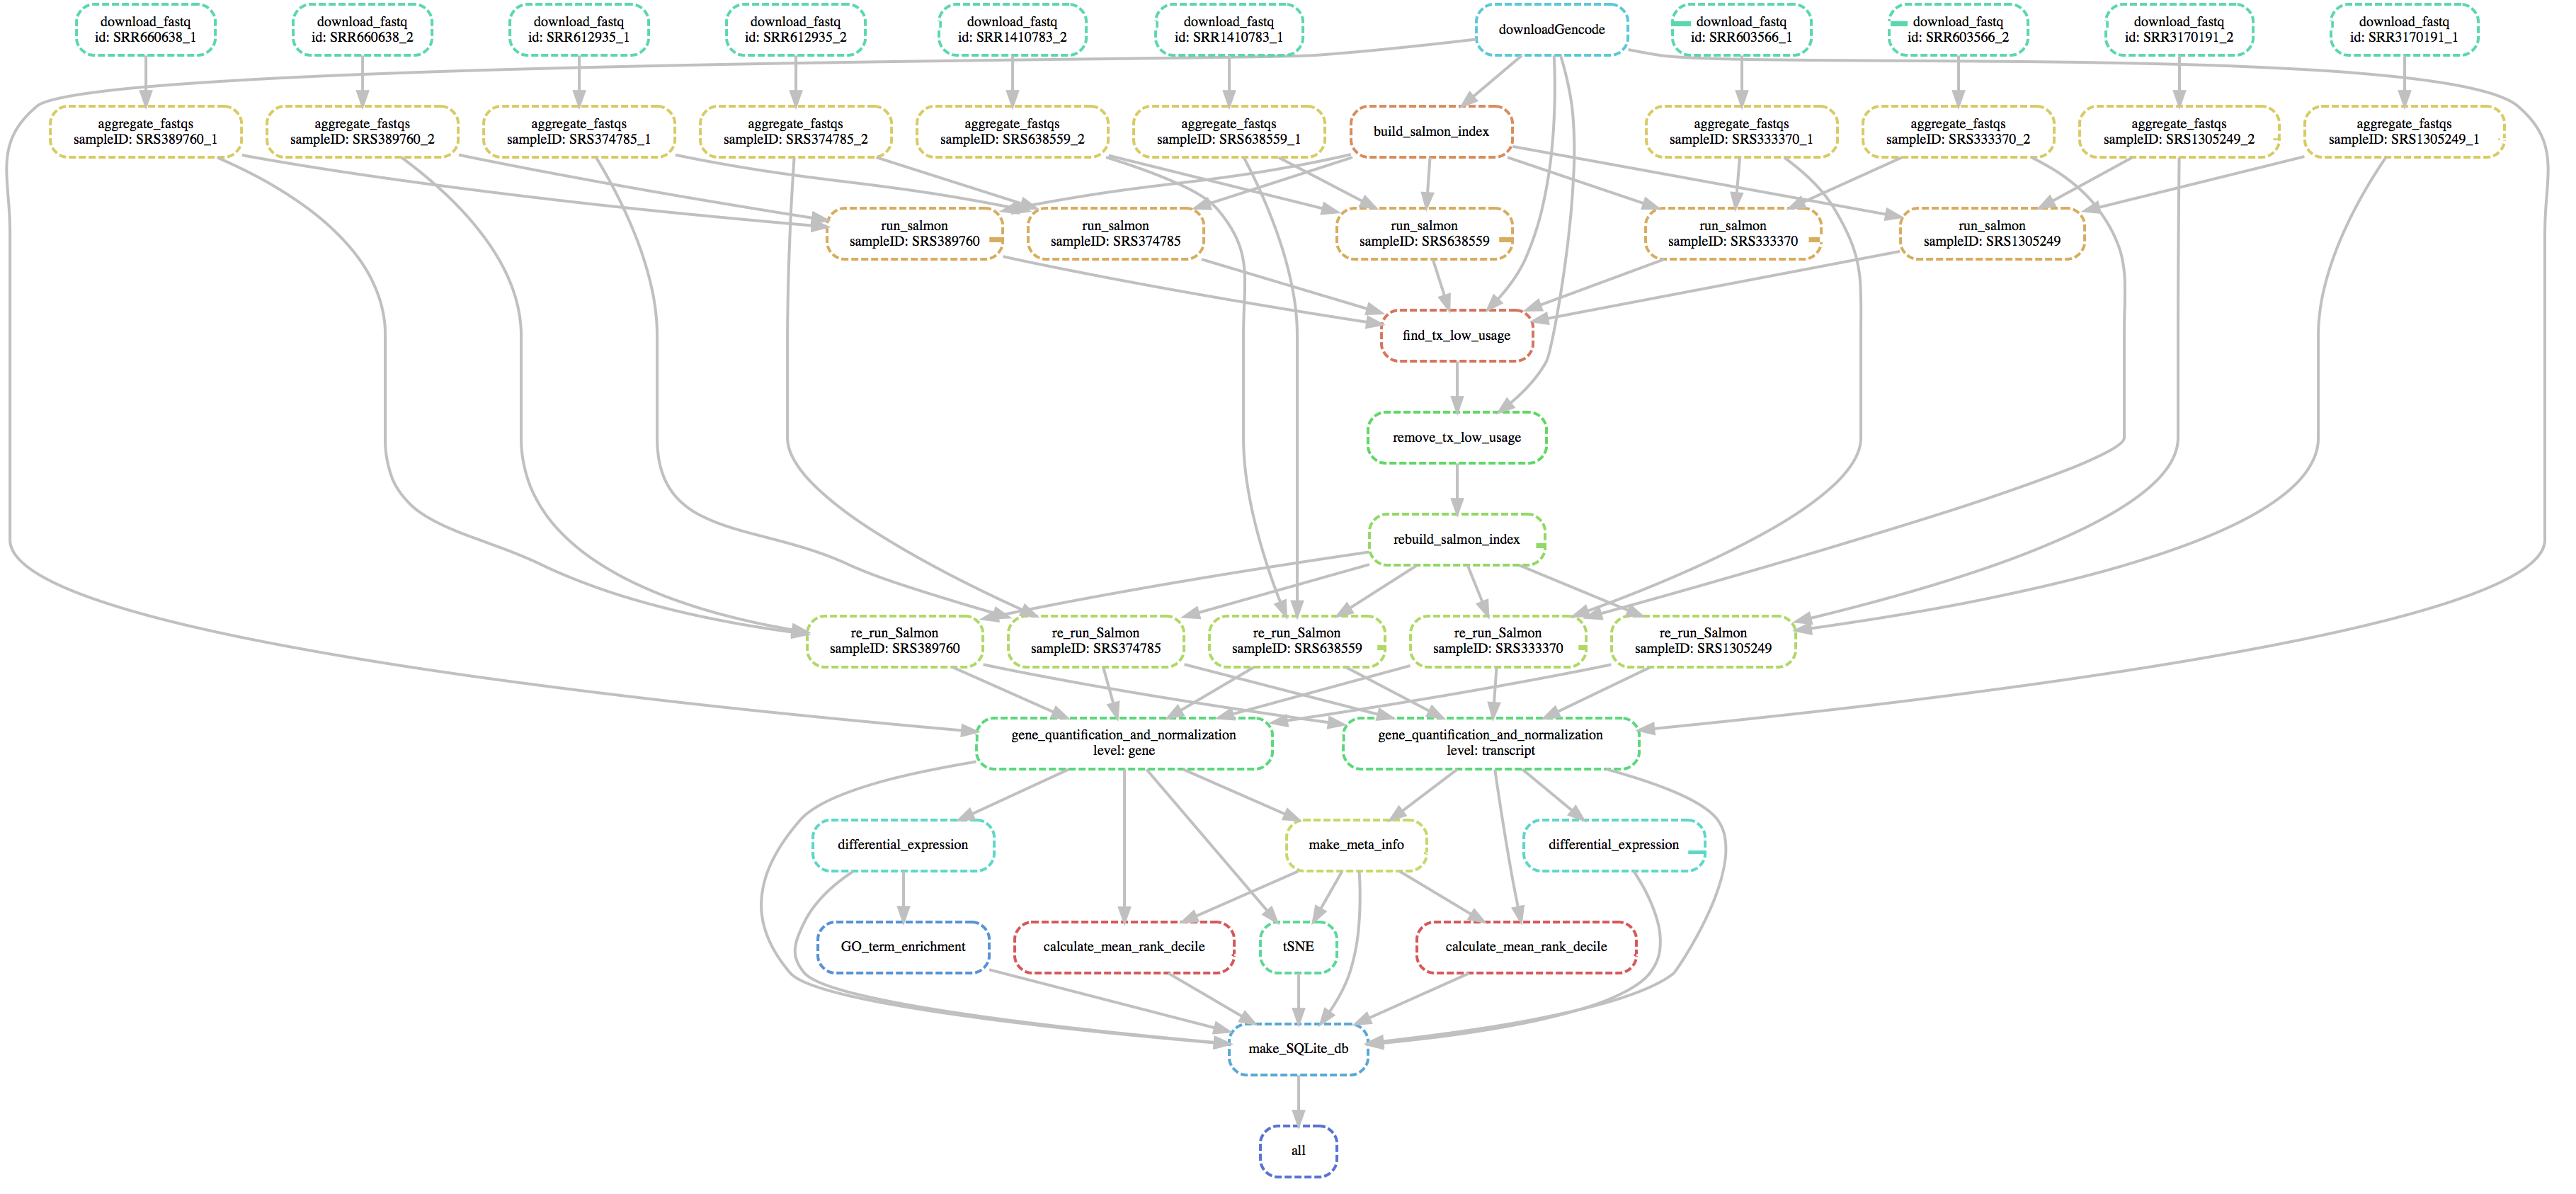 download_fastq
id: SRR660638_1
download_fastq
id: SRR660638_2
download_fastq
id: SRR612935_1
download_fastq
id: SRR612935_2
download_fastq
id: SRR1410783_2
download_fastq
id: SRR1410783_1
downloadGencode
download_fastq
id: SRR603566_1
download_fastq
id: SRR603566_2
download_fastq
id: SRR3170191_2
download_fastq
id: SRR3170191_1
aggregate_fastqs
sampleID: SRS389760_1
aggregate_fastqs
sampleID: SRS389760_2
aggregate_fastqs
sampleID: SRS374785_1
aggregate_fastqs
sampleID: SRS374785_2
aggregate_fastqs
sampleID: SRS638559_2
aggregate_fastqs
sampleID: SRS638559_1
build_salmon_index
aggregate_fastqs
sampleID: SRS333370_1
aggregate_fastqs
sampleID: SRS333370_2
aggregate_fastqs
sampleID: SRS1305249_2
aggregate_fastqs
sampleID: SRS1305249_1
run_salmon
sampleID: SRS389760
run_salmon
sampleID: SRS374785
run_salmon
sampleID: SRS638559
run_salmon
sampleID: SRS333370
run_salmon
sampleID: SRS1305249
find_tx_low_usage
remove_tx_low_usage
rebuild_salmon_index
re_run_Salmon
sampleID: SRS389760
re_run_Salmon
sampleID: SRS374785
re_run_Salmon
sampleID: SRS638559
re_run_Salmon
sampleID: SRS333370
re_run_Salmon
sampleID: SRS1305249
gene_quantification_and_normalization
level: gene
gene_quantification_and_normalization
level: transcript
differential_expression
make_meta_info
differential_expression
GO_term_enrichment
calculate_mean_rank_decile
tSNE
calculate_mean_rank_decile
make_SQLite_db
all